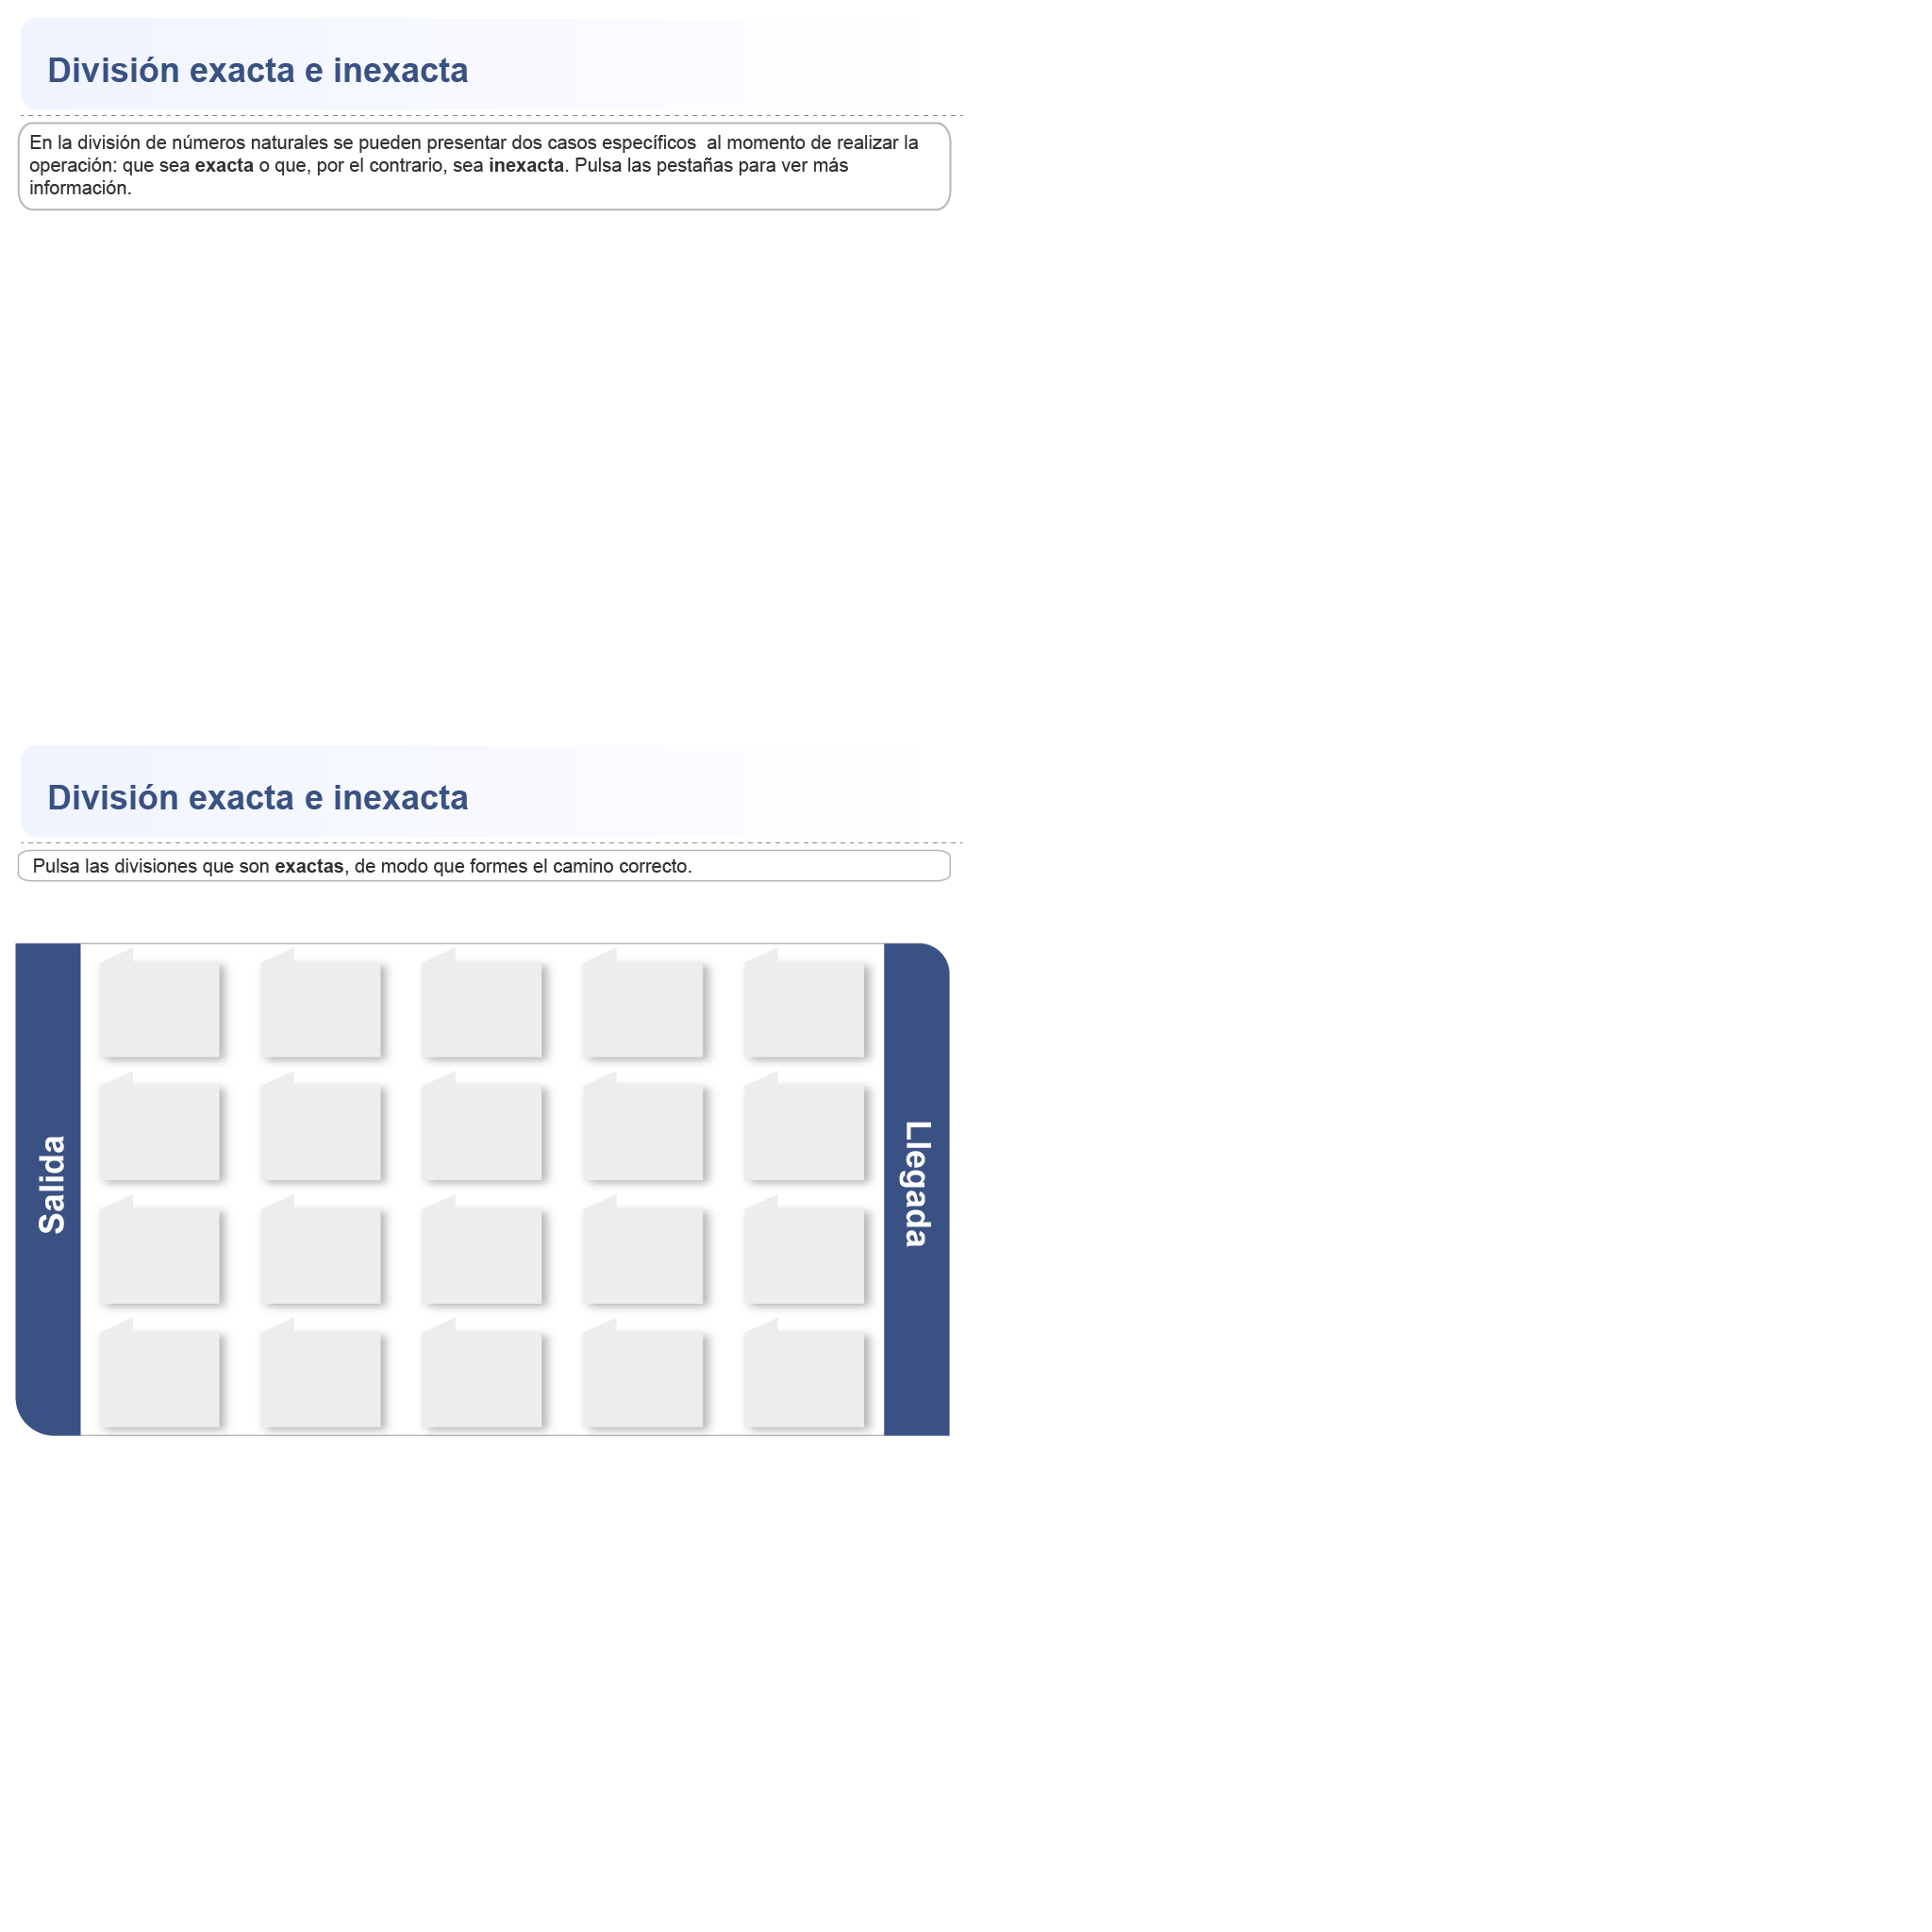 División exacta e inexacta
En la división de números naturales se pueden presentar dos casos específicos  al momento de realizar la
operación: que sea exacta o que, por el contrario, sea inexacta. Pulsa las pestañas para ver más
información.
División exacta e inexacta
Pulsa las divisiones que son exactas, de modo que formes el camino correcto.
Salida
Llegada